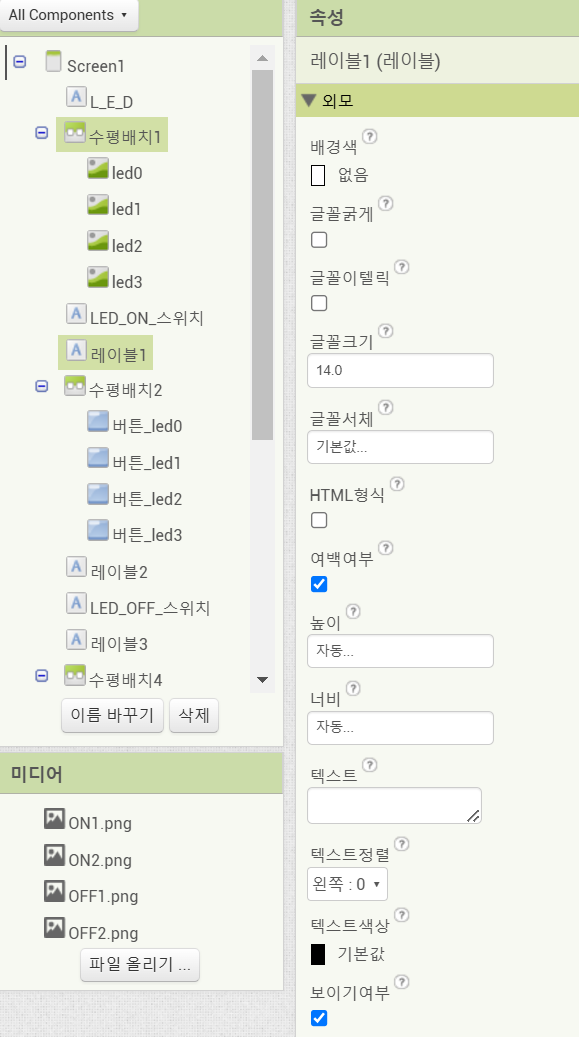 All Components
Screen1
L_E_D
수평배치1
led0
led1
led2
led3
LED_ON_스위치
레이블1
수평배치2
버튼_led0
버튼_led1
버튼_led2
버튼_led3
레이블2
LED_OFF_스위치
레이블3
수평배치4
이름 바꾸기 삭제
미디어
ON1.png
ON2.png
OFF1.png
OFF2.png
파일 올리기 ...
속성
레이블1 (레이블)
외모
배경색 ?
없음
글꼴굵게 ?
글꼴이텔릭 ?
글꼴크기 ?
14.0
글꼴서체 ?
기본값...
HTML형식 ?
여백여부 ?
높이 ?
자동...
너비 ?
자동...
텍스트 ?
텍스트정렬 ?
왼쪽 : 0
텍스트색상 ?
기본값
보이기여부 ?